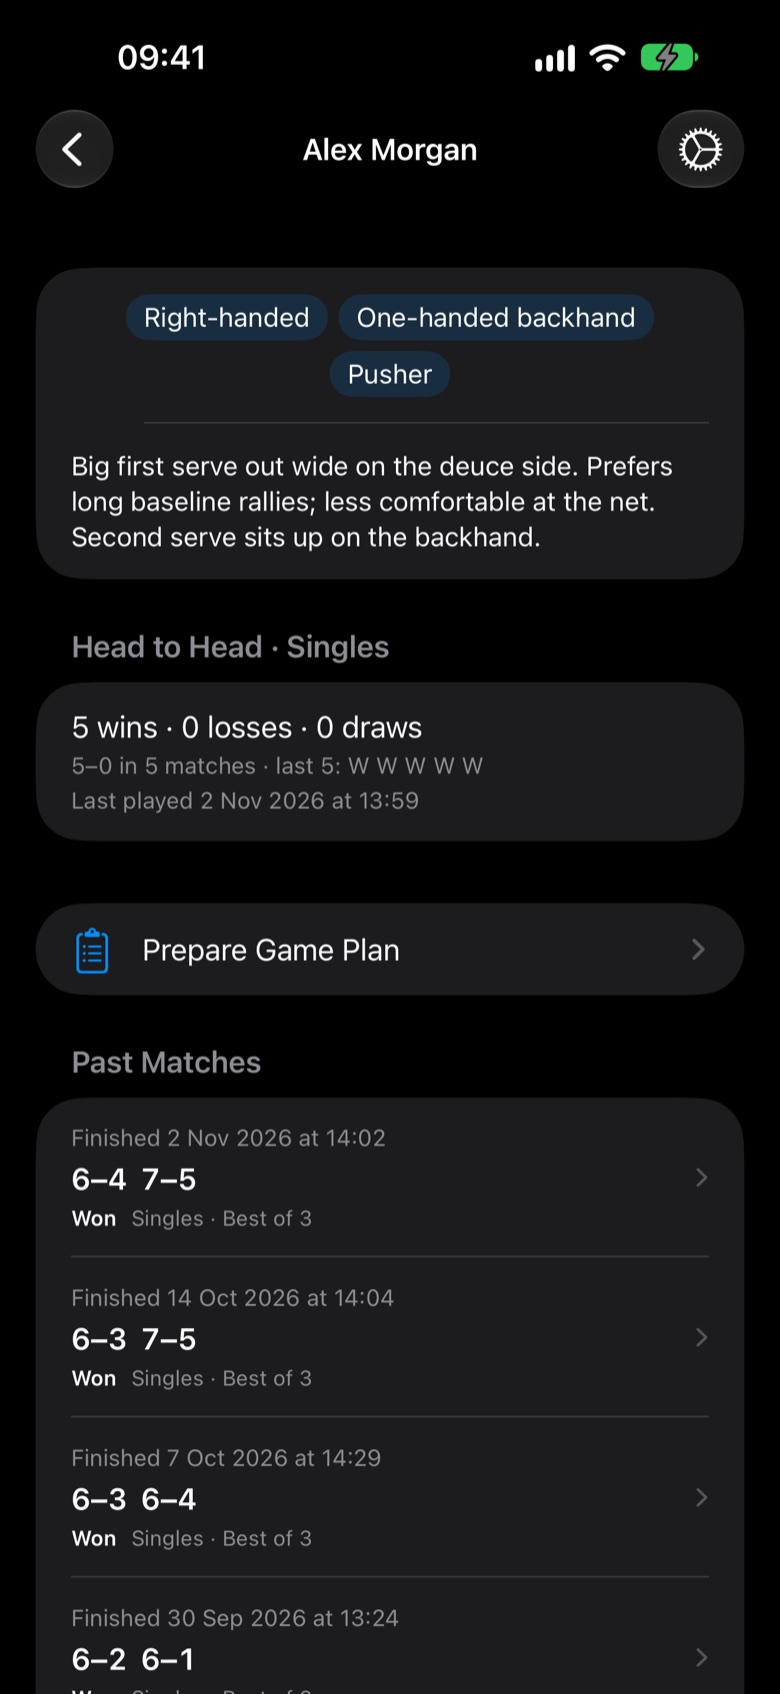 09:41
Alex Morgan
Right-handed
One-handed backhand
Pusher
Big first serve out wide on the deuce side. Prefers
long baseline rallies; less comfortable at the net.
Second serve sits up on the backhand.
Head to Head · Singles
5 wins · 0 losses · 0 draws
5–0 in 5 matches · last 5: W W W W W
Last played 2 Nov 2026 at 13:59
Prepare Game Plan
Past Matches
Finished 2 Nov 2026 at 14:02
6–4 7–5
Won Singles · Best of 3
Finished 14 Oct 2026 at 14:04
6–3 7–5
Won Singles · Best of 3
Finished 7 Oct 2026 at 14:29
6–3 6–4
Won Singles · Best of 3
Finished 30 Sep 2026 at 13:24
6–2 6–1